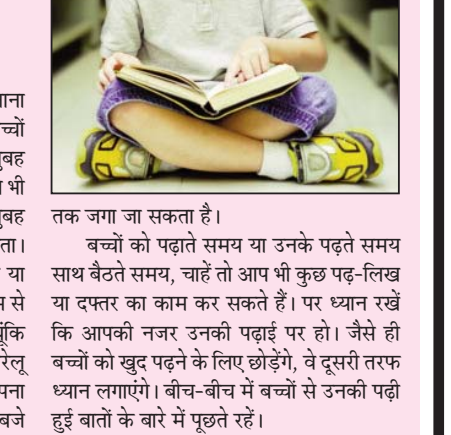 तक जगा जा सकता है।
बच्चों को पढ़ाते समय या उनके पढ़ते समय
साथ बैठते समय, चाहें तो आप भी कुछ पढ़-लिख
या दफ्तर का काम कर सकते हैं। पर ध्यान रखें
कि आपकी नजर उनकी पढ़ाई पर हो। जैसे ही
बच्चों को खुद पढ़ने के लिए छोड़ेंगे, वे दूसरी तरफ
ध्यान लगाएंगे। बीच-बीच में बच्चों से उनकी पढ़ी
हुई बातों के बारे में पूछते रहें।